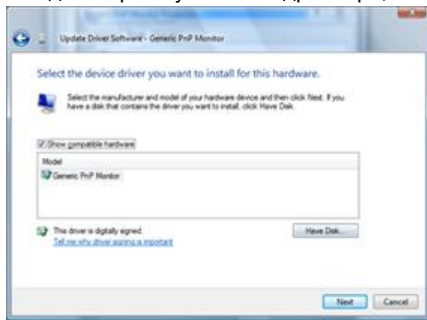 Update Driver Software - Generic PnP Monitor
Select the device driver you want to install for this hardware.
Select the manufacturer and model of your hardware device and then click Next. If you
have a disk that contains the driver you want to install, click Have Disk.
Show compatible hardware
Model
Generic PnP Monitor
This driver is digitally signed.
Have Disk...
Tell me why driver signing is important
Next
Cancel